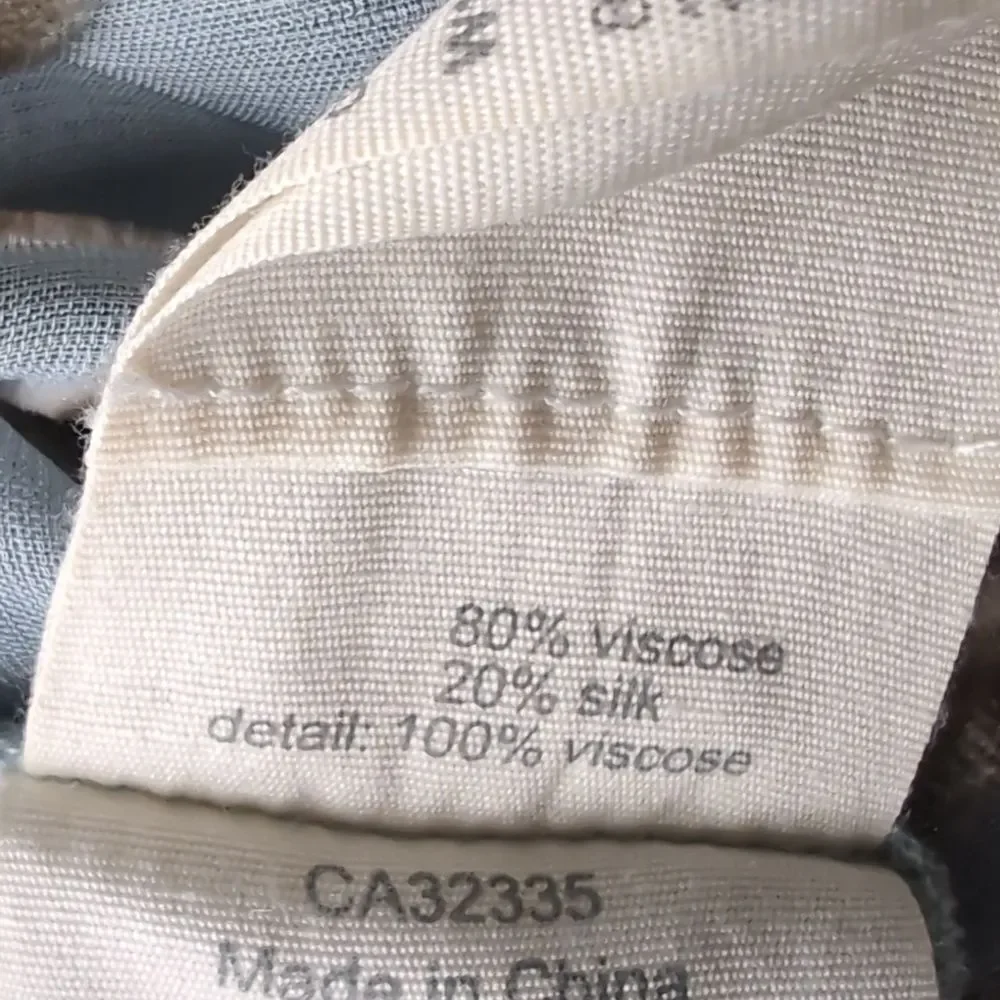 80% viscose
20% silk
detail: 100% viscose
CA32335
Made in China